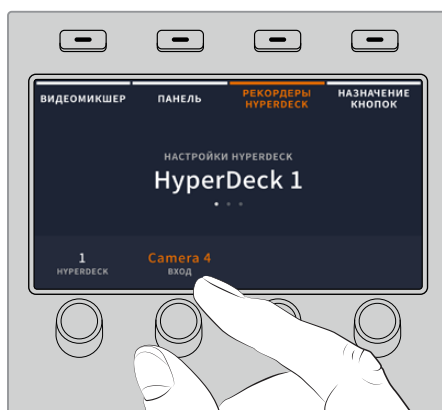 ВИДЕОМИКШЕР ПАНЕЛЬ РЕКОРДЕРЫ HYPERDECK НАЗНАЧЕНИЕ КНОПОК
НАСТРОЙКИ HYPERDECK
HyperDeck 1
1 Camera 4
HYPERDECK ВХОД